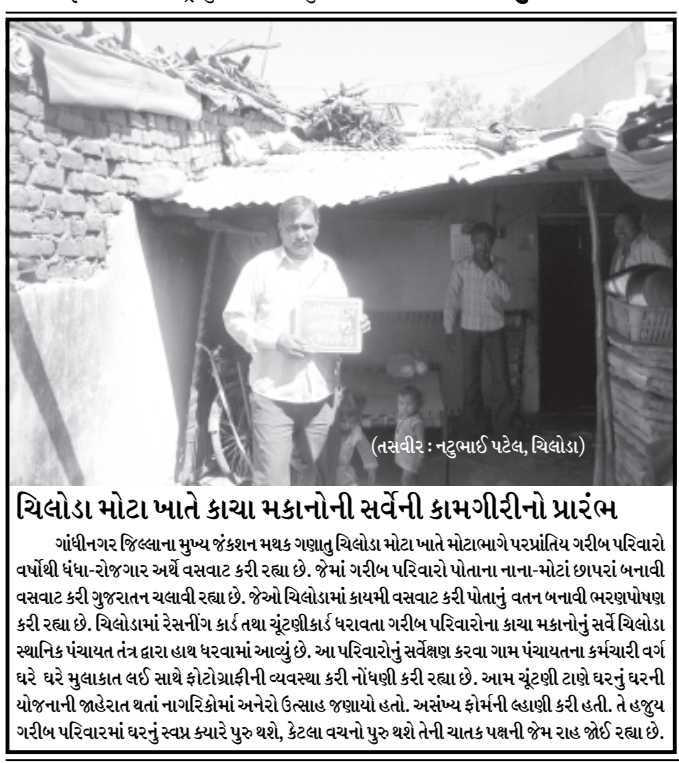 (તસવીર : નટુભાઈ પટેલ, ચિલોડા)
ચિલોડા મોટા ખાતે કાચા મકાનોની સર્વેની કામગીરીનો પ્રારંભ
ગાંધીનગર જિલ્લાના મુખ્ય જંકશન મથક ગણાતુ ચિલોડા મોટા ખાતે મોટાભાગે પરપ્રાંતિય ગરીબ પરિવારો
વર્ષોથી ધંધા-રોજગાર અર્થે વસવાટ કરી રહ્યા છે. જેમાં ગરીબ પરિવારો પોતાના નાના-મોટાં છાપરાં બનાવી
વસવાટ કરી ગુજરાતન ચલાવી રહ્યા છે. જેઓ ચિલોડામાં કાયમી વસવાટ કરી પોતાનું વતન બનાવી ભરણપોષણ
કરી રહ્યા છે. ચિલોડામાં રેસનીંગ કાર્ડ તથા ચૂંટણીકાર્ડ ધરાવતા ગરીબ પરિવારોના કાચા મકાનોનું સર્વે ચિલોડા
સ્થાનિક પંચાયત તંત્ર દ્વારા હાથ ધરવામાં આવ્યું છે. આ પરિવારોનું સર્વેક્ષણ કરવા ગામ પંચાયતના કર્મચારી વર્ગ
ઘરે ઘરે મુલાકાત લઈ સાથે ફોટોગ્રાફીની વ્યવસ્થા કરી નોંધણી કરી રહ્યા છે. આમ ચૂંટણી ટાણે ઘરનું ઘરની
યોજનાની જાહેરાત થતાં નાગરિકોમાં અનેરો ઉત્સાહ જણાયો હતો. અસંખ્ય ફોર્મની લ્હાણી કરી હતી. તે હજુય
ગરીબ પરિવારમાં ઘરનું સ્વપ્ન ક્યારે પુરુ થશે, કેટલા વચનો પુરુ થશે તેની ચાતક પક્ષની જેમ રાહ જોઈ રહ્યા છે.